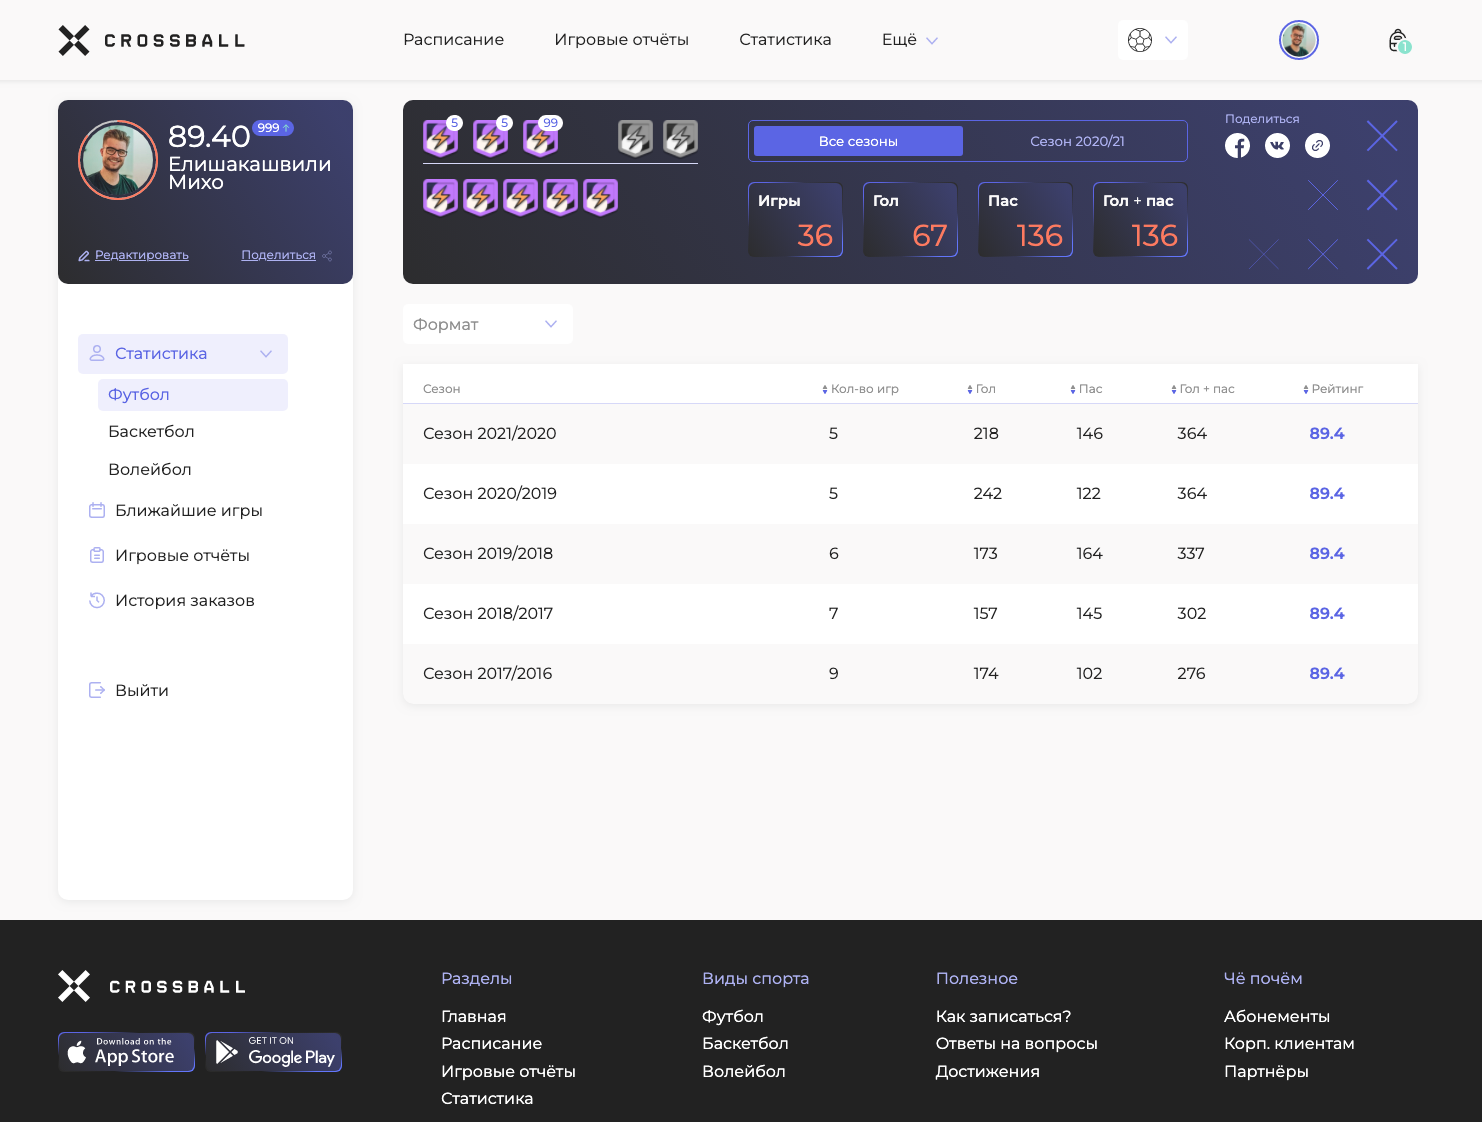 CROSSBALL
Расписание
Игровые отчёты
Статистика
Ещё
1
89.40
999
Елишакашвили
Михо
Редактировать
Поделиться
5
5
99
Все сезоны
Сезон 2020/21
Игры
36
Гол
67
Пас
136
Гол + пас
136
Поделиться
Статистика
Футбол
Баскетбол
Волейбол
Ближайшие игры
Игровые отчёты
История заказов
Выйти
Формат
Сезон Кол-во игр Гол Пас Гол + пас Рейтинг
Сезон 2021/2020 5 218 146 364 89.4
Сезон 2020/2019 5 242 122 364 89.4
Сезон 2019/2018 6 173 164 337 89.4
Сезон 2018/2017 7 157 145 302 89.4
Сезон 2017/2016 9 174 102 276 89.4
CROSSBALL
Download on the
App Store
GET IT ON
Google Play
Разделы
Главная
Расписание
Игровые отчёты
Статистика
Виды спорта
Футбол
Баскетбол
Волейбол
Полезное
Как записаться?
Ответы на вопросы
Достижения
Чё почём
Абонементы
Корп. клиентам
Партнёры